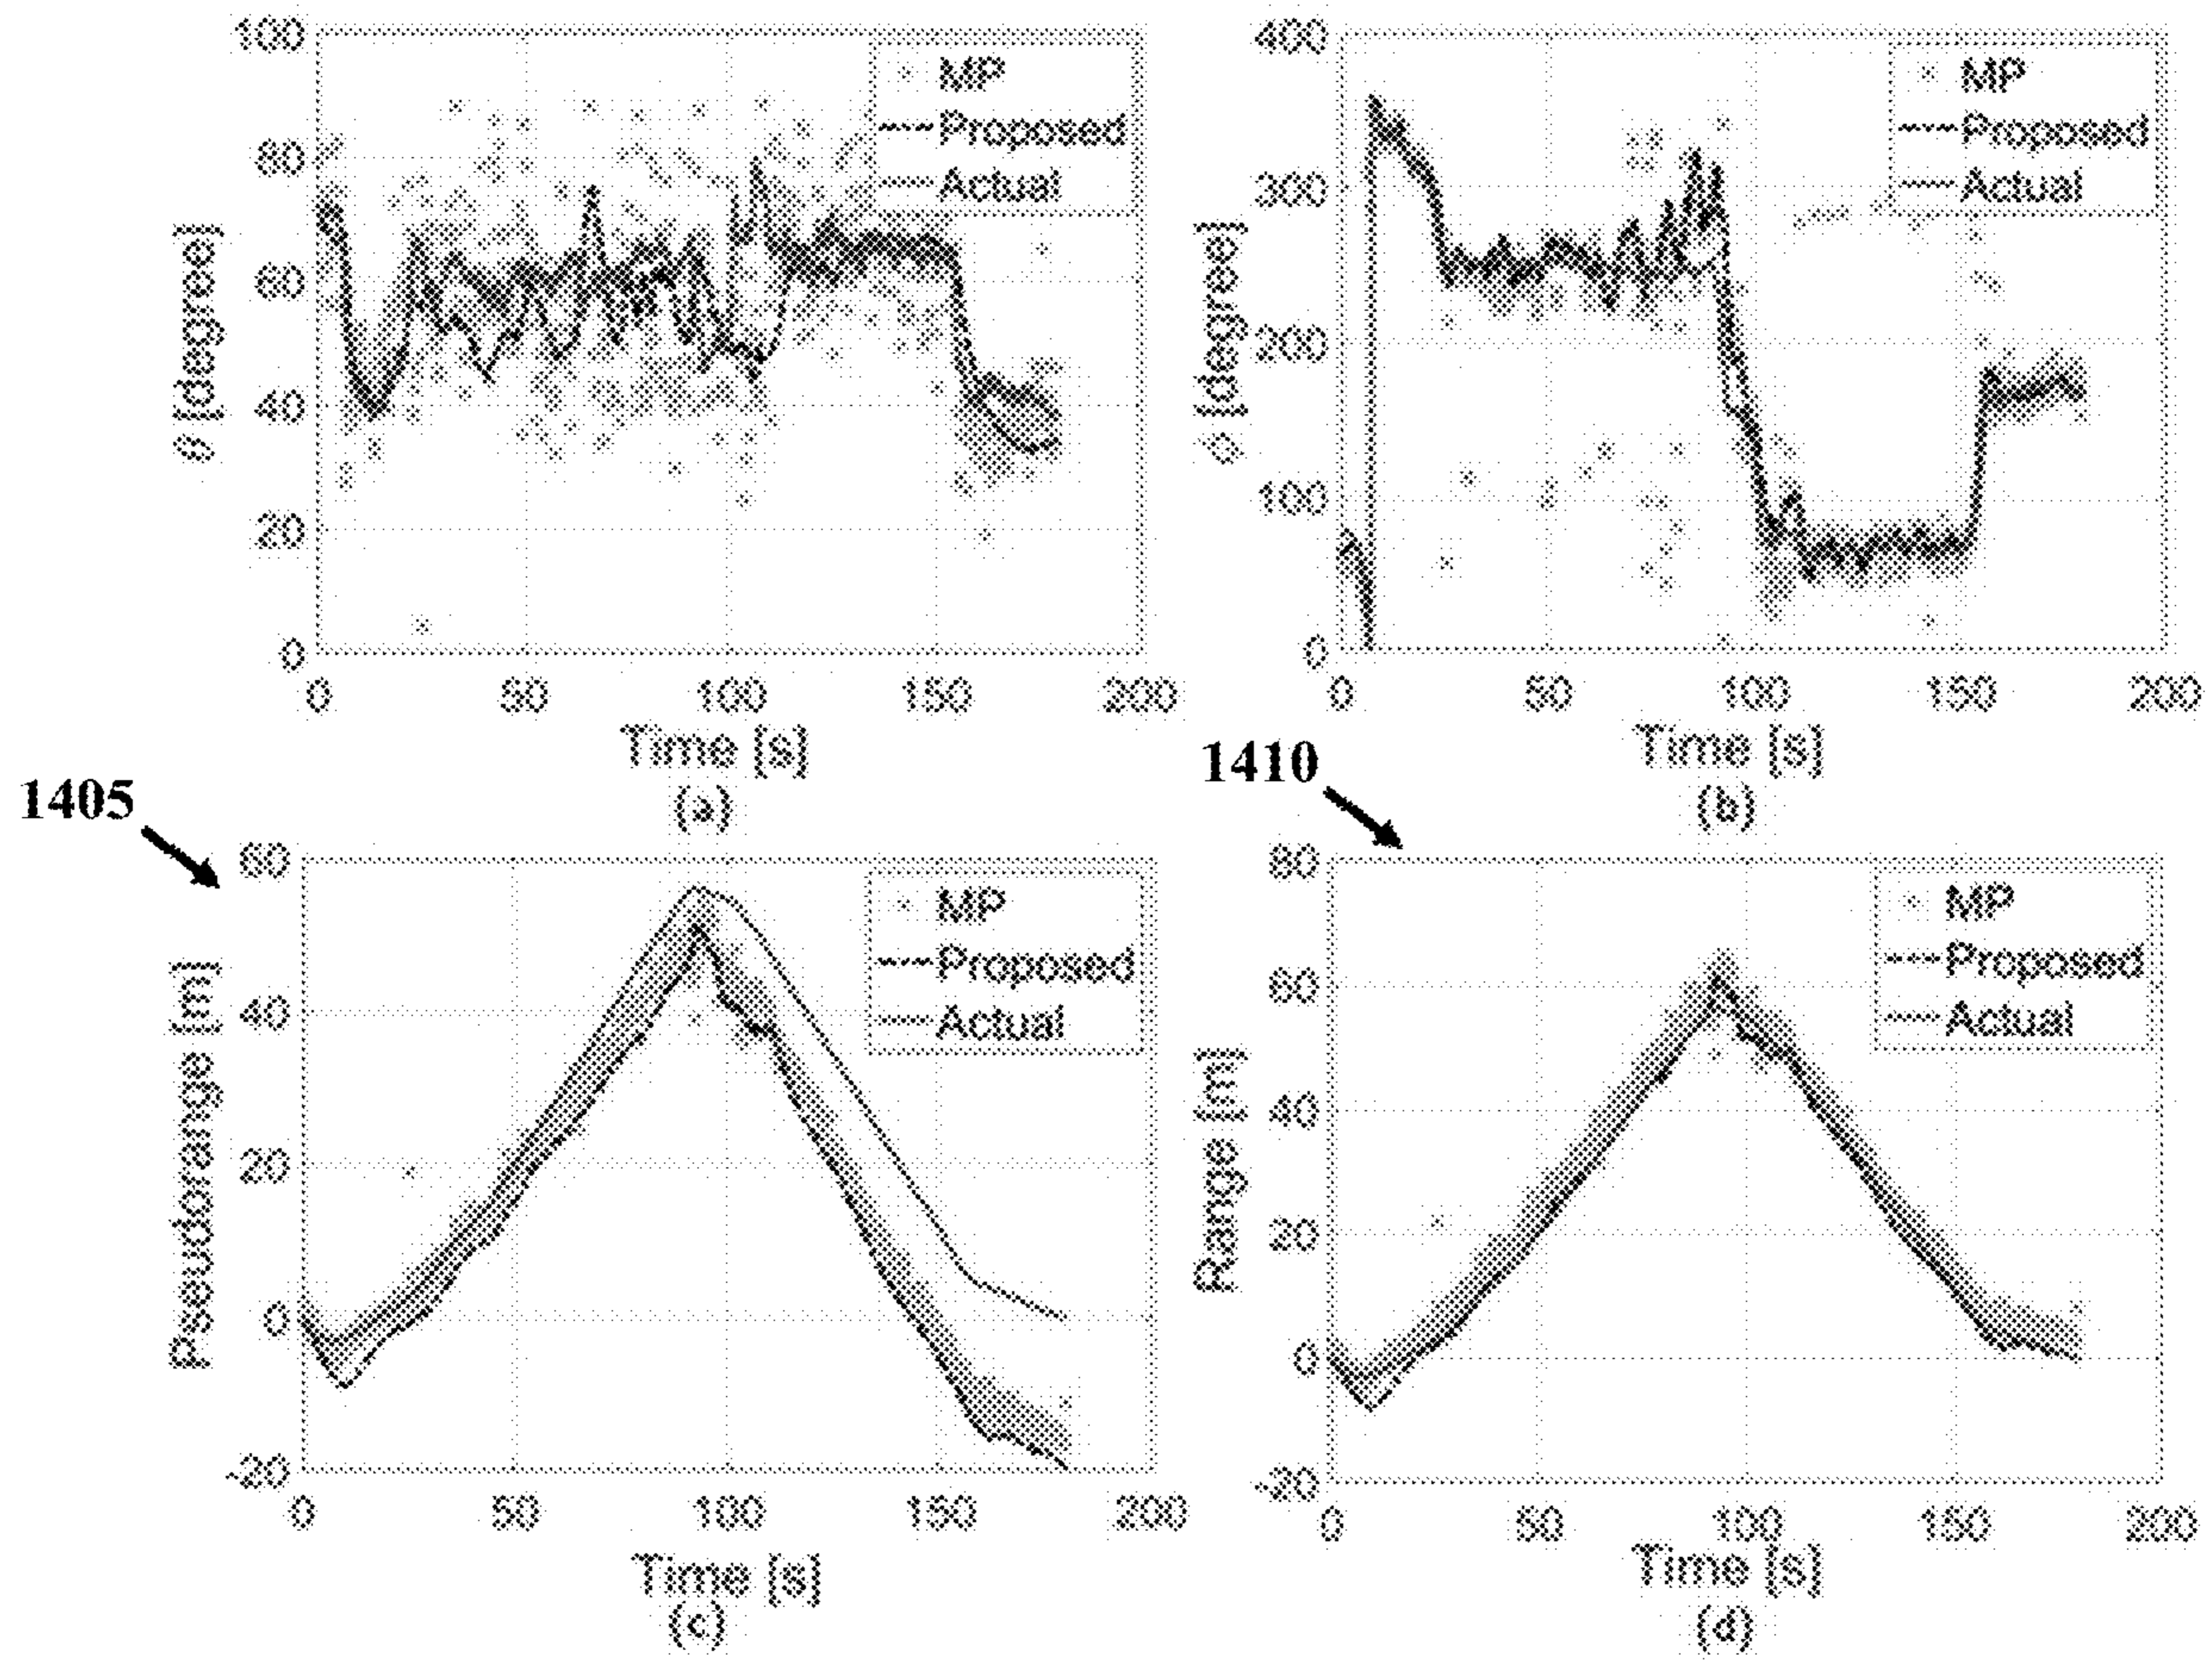 100
80
60
40
20
0
θ [degree]
MP
Proposed
Actual
0 50 100 150 200
Time [s]
(a)
400
300
200
100
0
ϕ [degree]
MP
Proposed
Actual
0 50 100 150 200
Time [s]
(b)
1405
60
40
20
0
-20
Pseudorange [m]
MP
Proposed
Actual
0 50 100 150 200
Time [s]
(c)
1410
80
60
40
20
0
-20
Range [m]
MP
Proposed
Actual
0 50 100 150 200
Time [s]
(d)